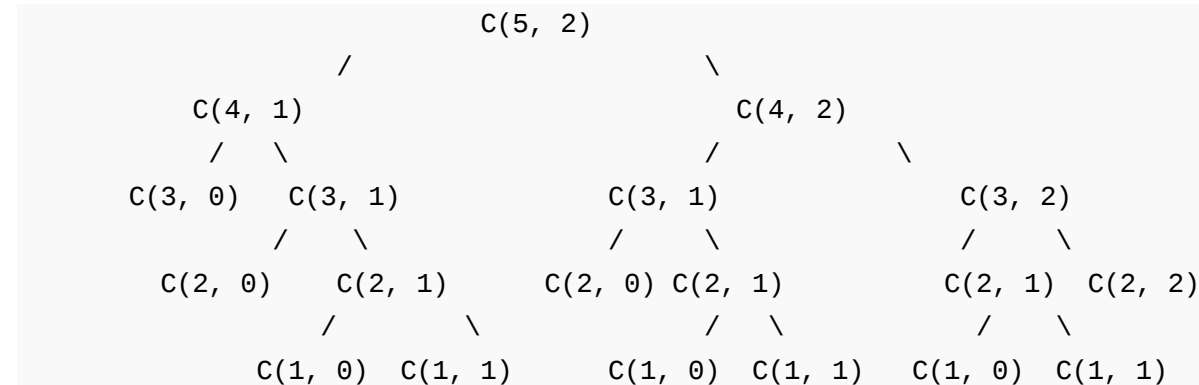 C(5, 2)
/ \
C(4, 1) C(4, 2)
/ \ / \
C(3, 0) C(3, 1) C(3, 1) C(3, 2)
/ \ / \ / \
C(2, 0) C(2, 1) C(2, 0) C(2, 1) C(2, 1) C(2, 2)
/ \ / \ / \
C(1, 0) C(1, 1) C(1, 0) C(1, 1) C(1, 0) C(1, 1)